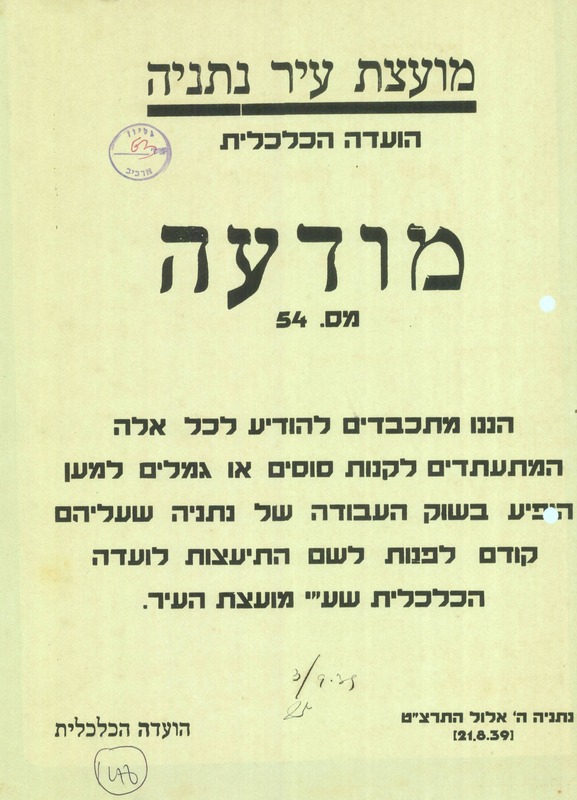 מועצת עיר נתניה
הועדה הכלכלית
ארכיב
מודעה
מס. 54
הננו מתכבדים להודיע לכל אלה
המתעתדים לקנות סוסים או גמלים למען
הופיע בשוק העבודה של נתניה שעליהם
קודם לפנות לשם התיעצות לועדה
הכלכלית שע"י מועצת העיר.
3/9.39
נתניה ה' אלול התרצ"ט
[21.8.39]
הועדה הכלכלית